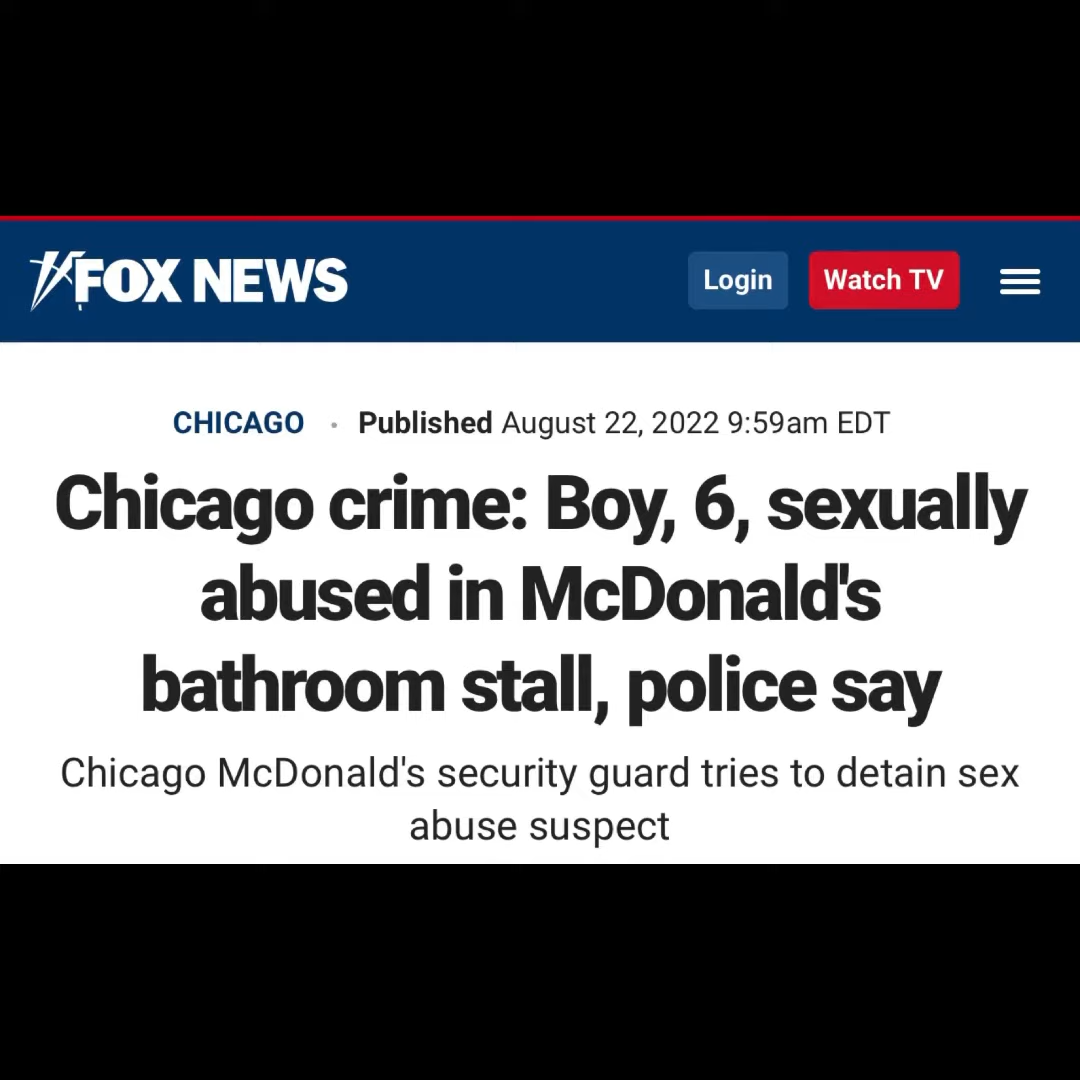 FOX NEWS
Login
Watch TV
CHICAGO · Published August 22, 2022 9:59am EDT
Chicago crime: Boy, 6, sexually
abused in McDonald's
bathroom stall, police say
Chicago McDonald's security guard tries to detain sex
abuse suspect